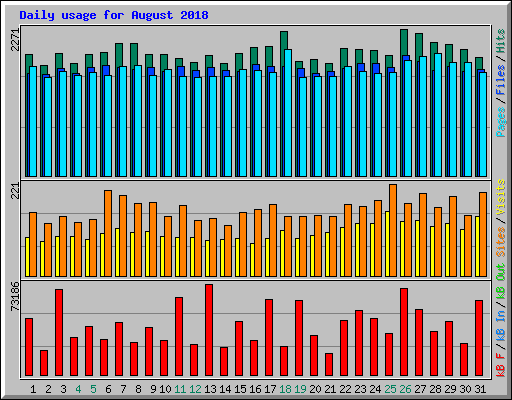 Daily usage for August 2018
2271
221
73186
Pages / Files / Hits
Sites / Visits
kB F / kB In / kB Out
1 2 3 4 5 6 7 8 9 10 11 12 13 14 15 16 17 18 19 20 21 22 23 24 25 26 27 28 29 30 31